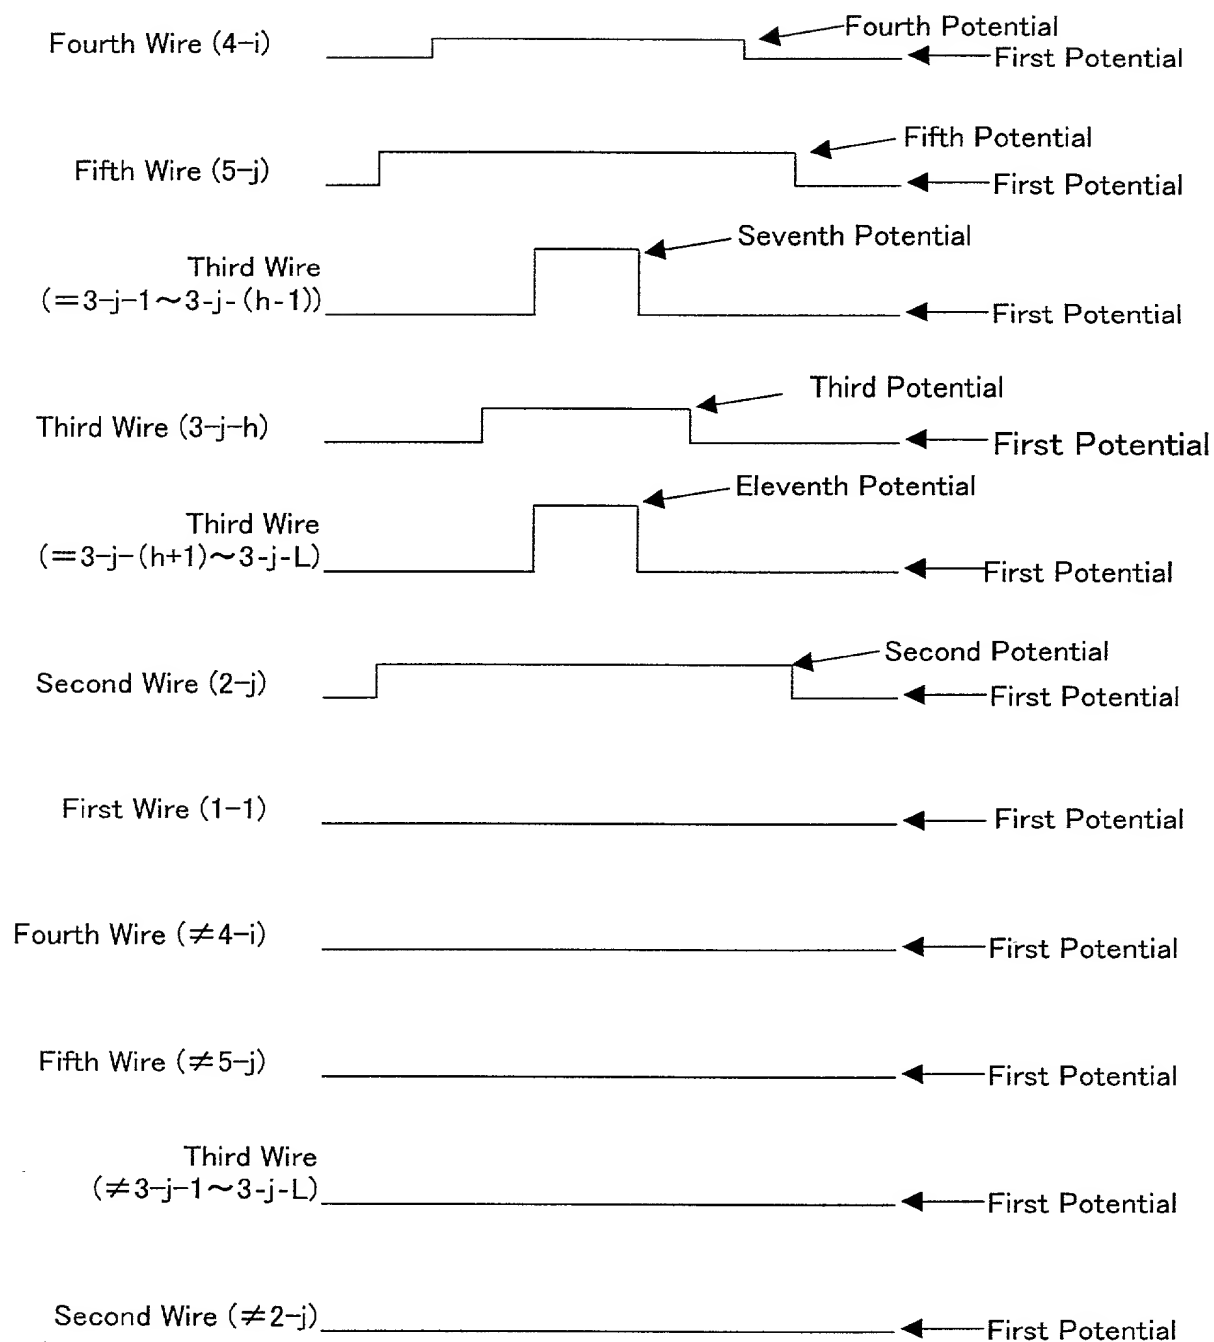 Fourth Wire (4-i)
Fourth Potential
First Potential
Fifth Wire (5-j)
Fifth Potential
First Potential
Third Wire
(=3-j-1～3-j-(h-1))
Seventh Potential
First Potential
Third Wire (3-j-h)
Third Potential
First Potential
Third Wire
(=3-j-(h+1)～3-j-L)
Eleventh Potential
First Potential
Second Wire (2-j)
Second Potential
First Potential
First Wire (1-1)
First Potential
Fourth Wire (≠4-i)
First Potential
Fifth Wire (≠5-j)
First Potential
Third Wire
(≠3-j-1～3-j-L)
First Potential
Second Wire (≠2-j)
First Potential